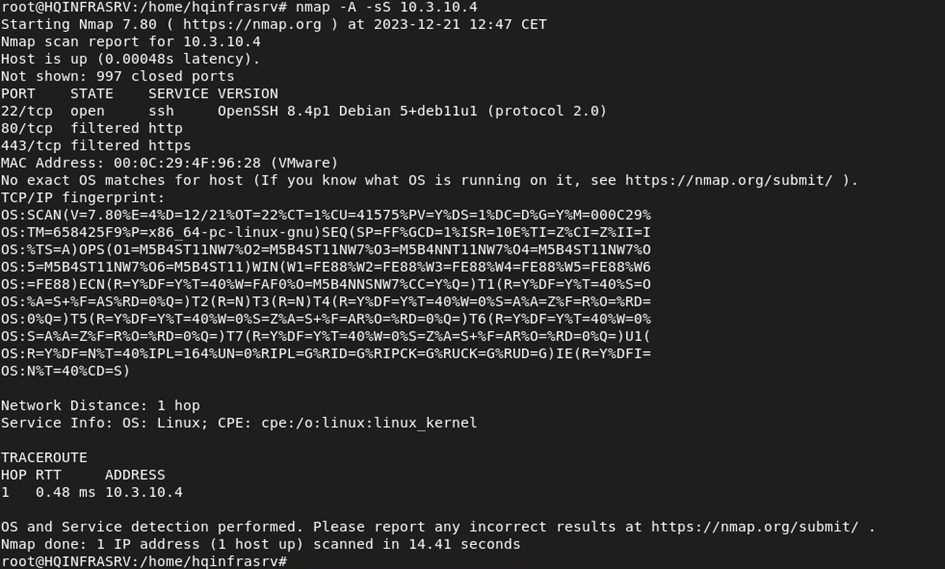 root@HQINFRASRV:/home/hqinfrasrv# nmap -A -sS 10.3.10.4
Starting Nmap 7.80 ( https://nmap.org ) at 2023-12-21 12:47 CET
Nmap scan report for 10.3.10.4
Host is up (0.00048s latency).
Not shown: 997 closed ports
PORT    STATE    SERVICE VERSION
22/tcp  open     ssh     OpenSSH 8.4p1 Debian 5+deb11u1 (protocol 2.0)
80/tcp  filtered http
443/tcp filtered https
MAC Address: 00:0C:29:4F:96:28 (VMware)
No exact OS matches for host (If you know what OS is running on it, see https://nmap.org/submit/ ).
TCP/IP fingerprint:
OS:SCAN(V=7.80%E=4%D=12/21%OT=22%CT=1%CU=41575%PV=Y%DS=1%DC=D%G=Y%M=000C29%
OS:TM=658425F9%P=x86_64-pc-linux-gnu)SEQ(SP=FF%GCD=1%ISR=10E%TI=Z%CI=Z%II=I
OS:%TS=A)OPS(O1=M5B4ST11NW7%O2=M5B4ST11NW7%O3=M5B4NNT11NW7%O4=M5B4ST11NW7%O
OS:5=M5B4ST11NW7%O6=M5B4ST11)WIN(W1=FE88%W2=FE88%W3=FE88%W4=FE88%W5=FE88%W6
OS:=FE88)ECN(R=Y%DF=Y%T=40%W=FAF0%O=M5B4NNSNW7%CC=Y%Q=)T1(R=Y%DF=Y%T=40%S=O
OS:%A=S+%F=AS%RD=0%Q=)T2(R=N)T3(R=N)T4(R=Y%DF=Y%T=40%W=0%S=A%A=Z%F=R%O=%RD=
OS:0%Q=)T5(R=Y%DF=Y%T=40%W=0%S=Z%A=S+%F=AR%O=%RD=0%Q=)T6(R=Y%DF=Y%T=40%W=0%
OS:S=A%A=Z%F=R%O=%RD=0%Q=)T7(R=Y%DF=Y%T=40%W=0%S=Z%A=S+%F=AR%O=%RD=0%Q=)U1(
OS:R=Y%DF=N%T=40%IPL=164%UN=0%RIPL=G%RID=G%RIPCK=G%RUCK=G%RUD=G)IE(R=Y%DFI=
OS:N%T=40%CD=S)
Network Distance: 1 hop
Service Info: OS: Linux; CPE: cpe:/o:linux:linux_kernel
TRACEROUTE
HOP RTT     ADDRESS
1   0.48 ms 10.3.10.4
OS and Service detection performed. Please report any incorrect results at https://nmap.org/submit/ .
Nmap done: 1 IP address (1 host up) scanned in 14.41 seconds
root@HQINFRASRV:/home/hqinfrasrv#